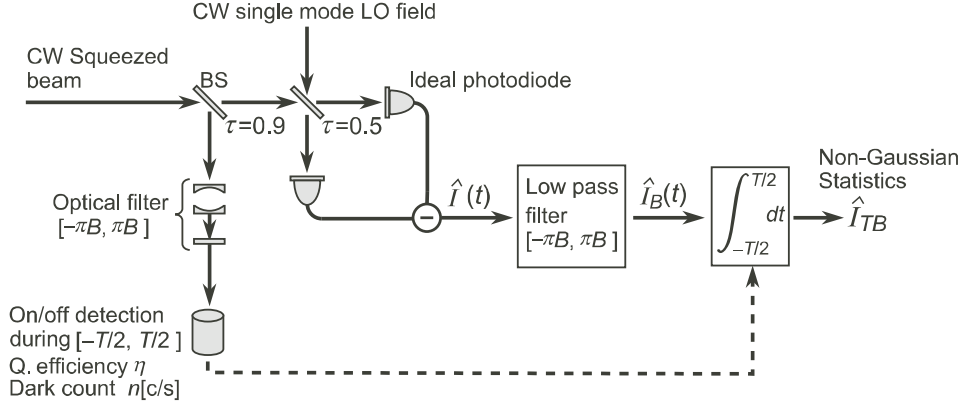 CW single mode LO field
CW Squeezed
beam
BS
Ideal photodiode
τ=0.9
τ=0.5
Optical filter
[−πB, πB ]
Î (t)
Low pass
filter
[−πB, πB ]
Î_B(t)
∫ T/2
dt
−T/2
Non-Gaussian
Statistics
Î_TB
On/off detection
during [−T/2, T/2 ]
Q. efficiency η
Dark count n[c/s]